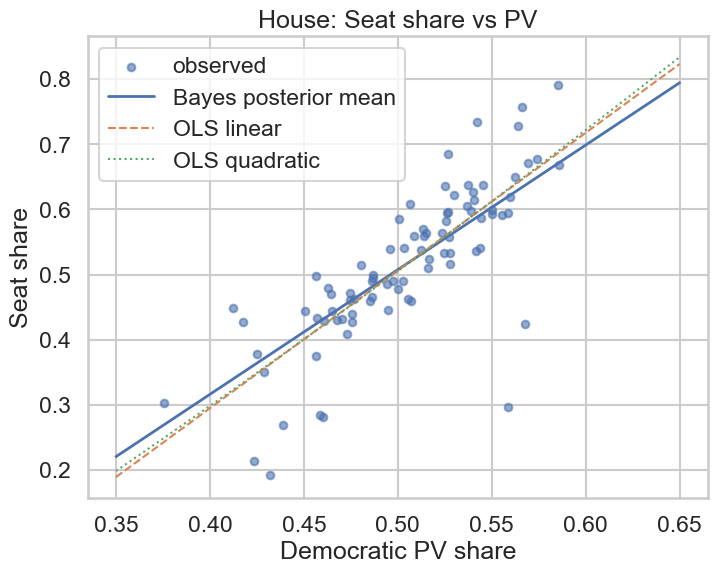 House: Seat share vs PV
observed
Bayes posterior mean
OLS linear
OLS quadratic
Seat share
0.8
0.7
0.6
0.5
0.4
0.3
0.2
0.35 0.40 0.45 0.50 0.55 0.60 0.65
Democratic PV share